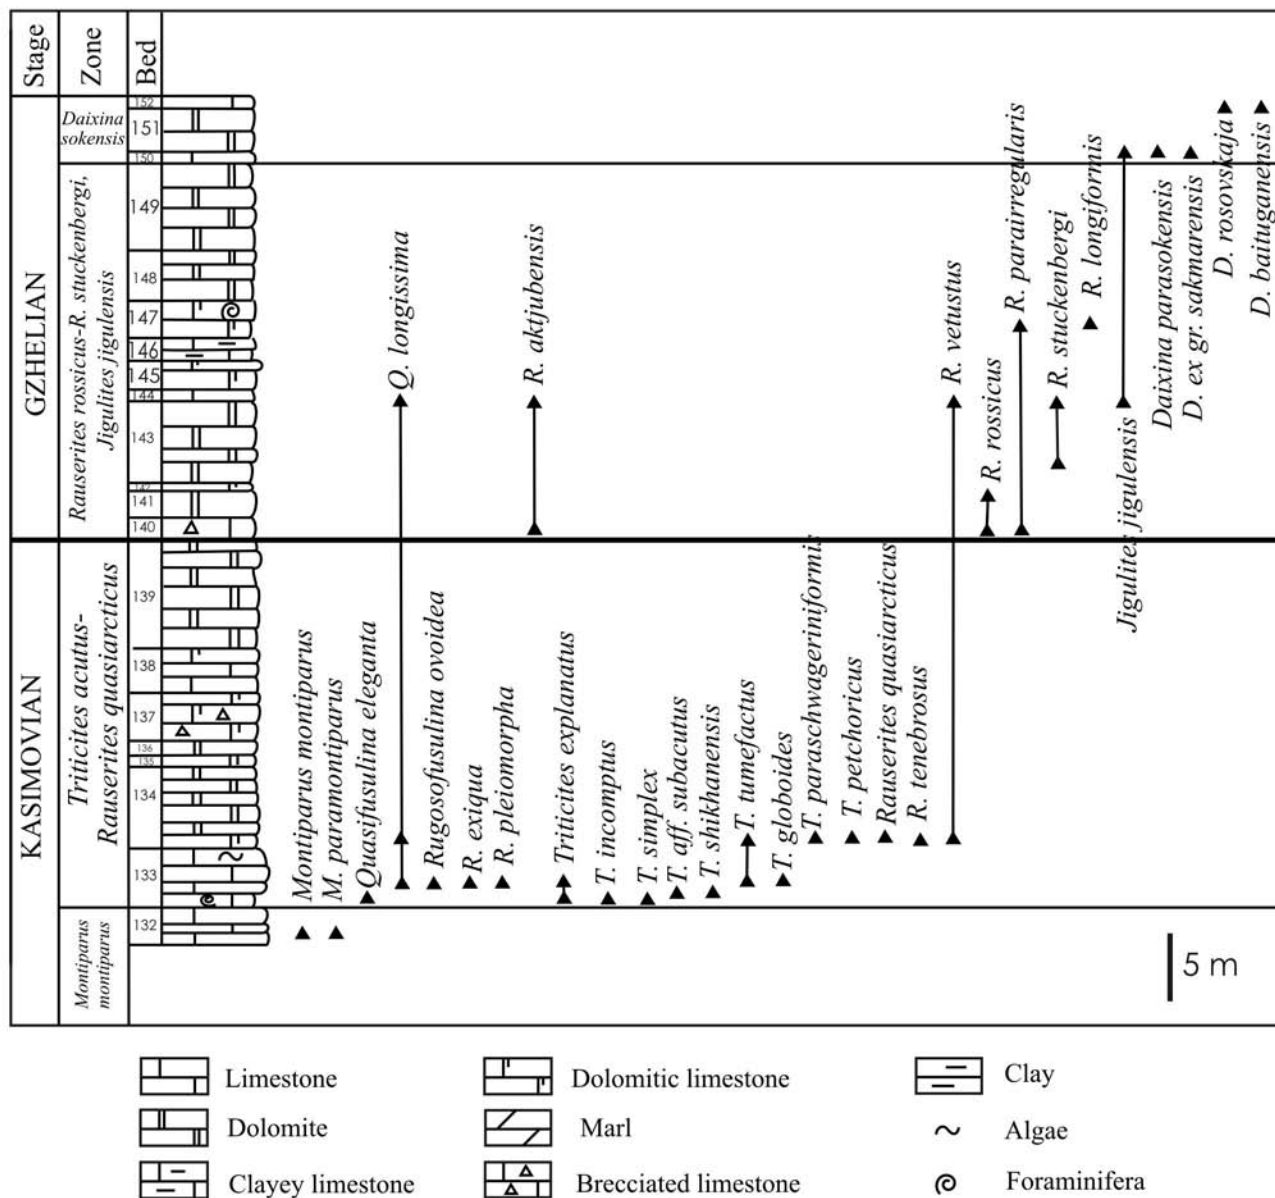 Stage
Zone
Bed
GZHELIAN
KASIMOVIAN
Daixina
sokensis
Rauserites rossicus-R. stuckenbergi,
Jigulites jigulensis
Triticites acutus-
Rauserites quasiarcticus
Montiparus
montiparus
152
151
150
149
148
147
146
145
144
143
142
141
140
139
138
137
136
135
134
133
132
Montiparus montiparus
M. paramontiparus
Quasifusulina eleganta
Q. longissima
Rugosofusulina ovoidea
R. exiqua
R. pleiomorpha
R. aktjubensis
Triticites explanatus
T. incomptus
T. simplex
T. aff. subacutus
T. shikhanensis
T. tumefactus
T. globoides
T. paraschwageriniformis
T. petchoricus
Rauserites quasiarcticus
R. tenebrosus
R. vetustus
R. rossicus
R. parairregularis
R. stuckenbergi
R. longiformis
Jigulites jigulensis
Daixina parasokensis
D. ex gr. sakmarensis
D. rosovskaja
D. baituganensis
5 m
Limestone
Dolomitic limestone
Clay
Dolomite
Marl
Algae
Clayey limestone
Brecciated limestone
Foraminifera